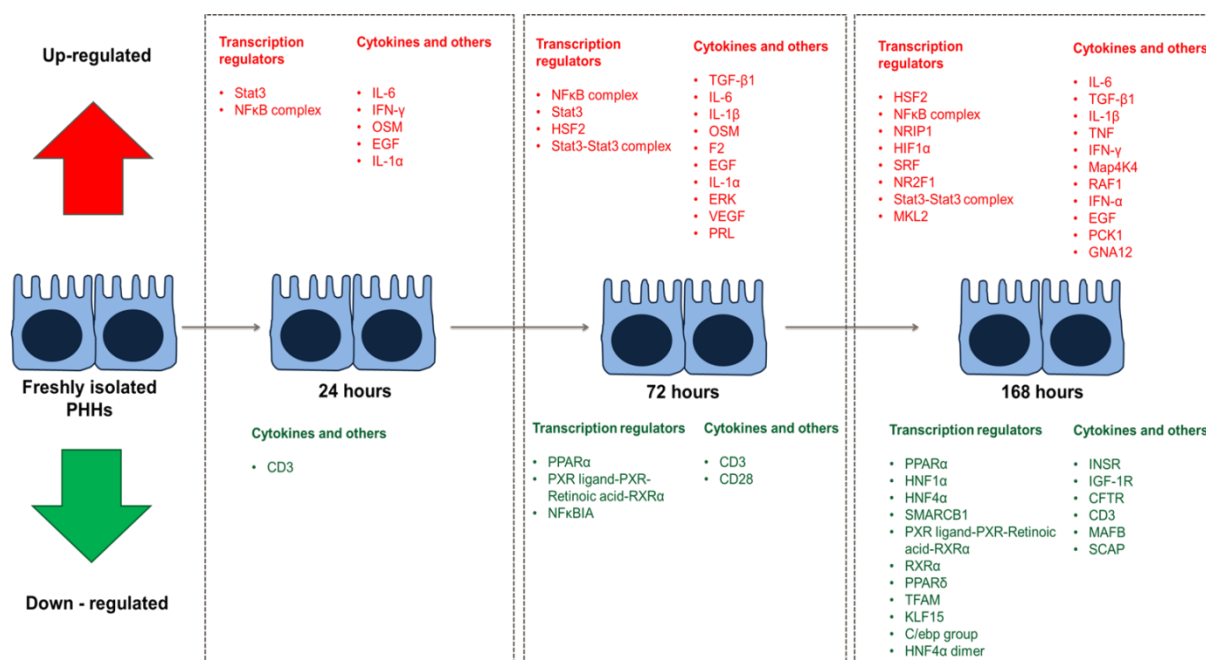 Up-regulated
Freshly isolated
PHHs
Down - regulated
Transcription
regulators
• Stat3
• NFκB complex
Cytokines and others
• IL-6
• IFN-γ
• OSM
• EGF
• IL-1α
24 hours
Cytokines and others
• CD3
Transcription
regulators
• NFκB complex
• Stat3
• HSF2
• Stat3-Stat3 complex
Cytokines and others
• TGF-β1
• IL-6
• IL-1β
• OSM
• F2
• EGF
• IL-1α
• ERK
• VEGF
• PRL
72 hours
Transcription regulators
• PPARα
• PXR ligand-PXR-
Retinoic acid-RXRα
• NFκBIA
Cytokines and others
• CD3
• CD28
Transcription
regulators
• HSF2
• NFκB complex
• NRIP1
• HIF1α
• SRF
• NR2F1
• Stat3-Stat3 complex
• MKL2
Cytokines and others
• IL-6
• TGF-β1
• IL-1β
• TNF
• IFN-γ
• Map4K4
• RAF1
• IFN-α
• EGF
• PCK1
• GNA12
168 hours
Transcription regulators
• PPARα
• HNF1α
• HNF4α
• SMARCB1
• PXR ligand-PXR-Retinoic
acid-RXRα
• RXRα
• PPARδ
• TFAM
• KLF15
• C/ebp group
• HNF4α dimer
Cytokines and others
• INSR
• IGF-1R
• CFTR
• CD3
• MAFB
• SCAP